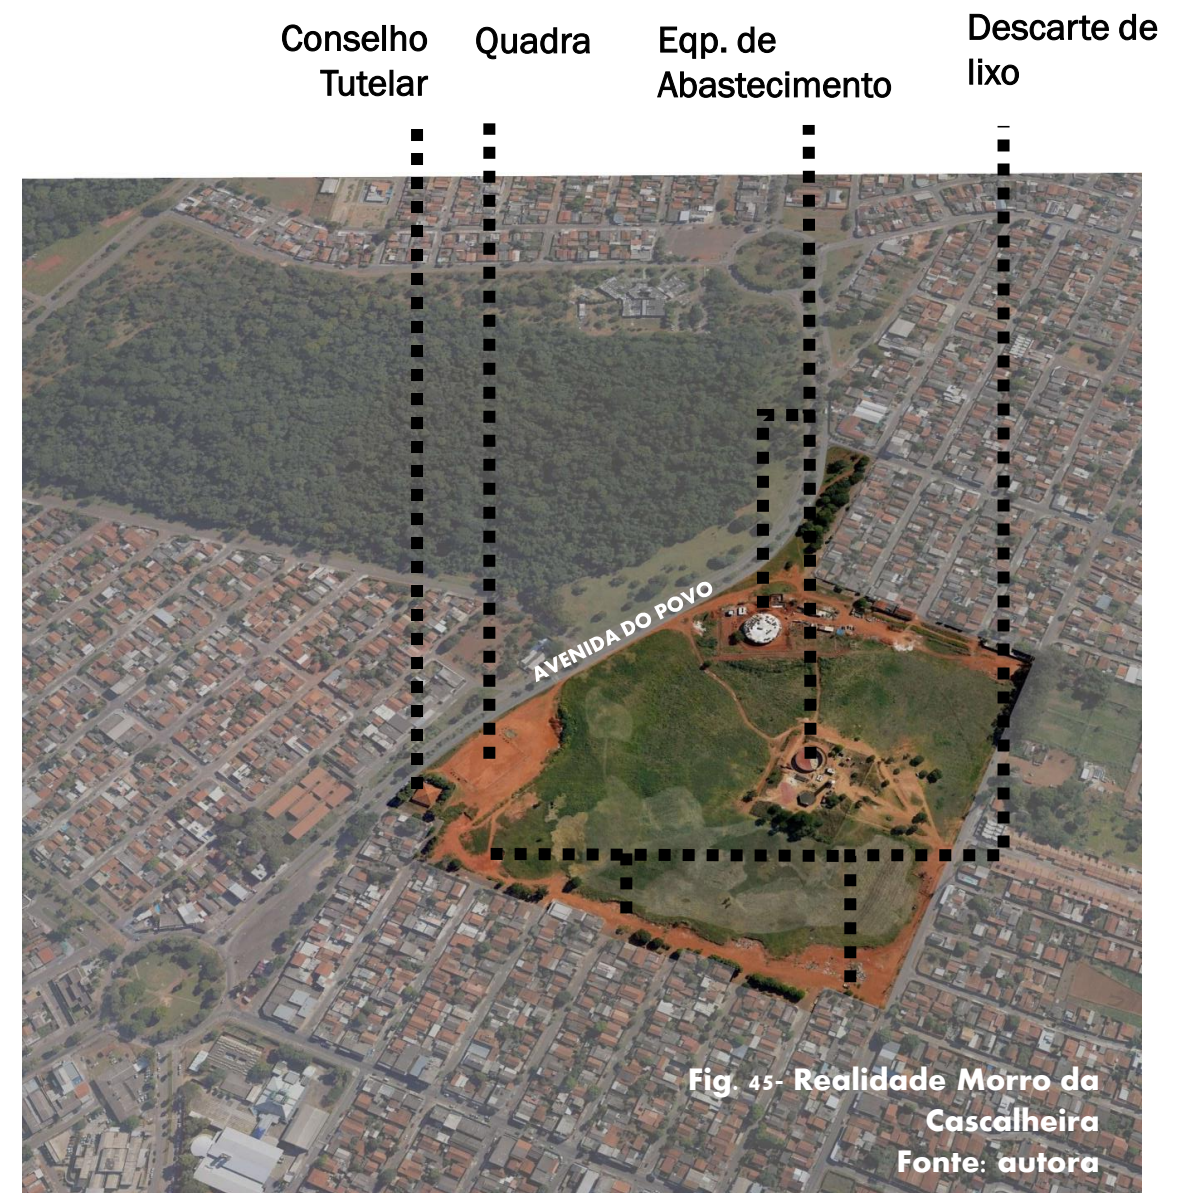 Conselho
Tutelar
Quadra
Eqp. de
Abastecimento
Descarte de
lixo
AVENIDA DO POVO
Fig. 45- Realidade Morro da
Cascalheira
Fonte: autora